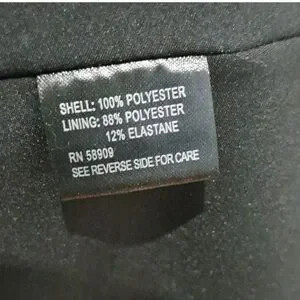 SHELL: 100% POLYESTER
LINING: 88% POLYESTER
12% ELASTANE
RN 58909
SEE REVERSE SIDE FOR CARE